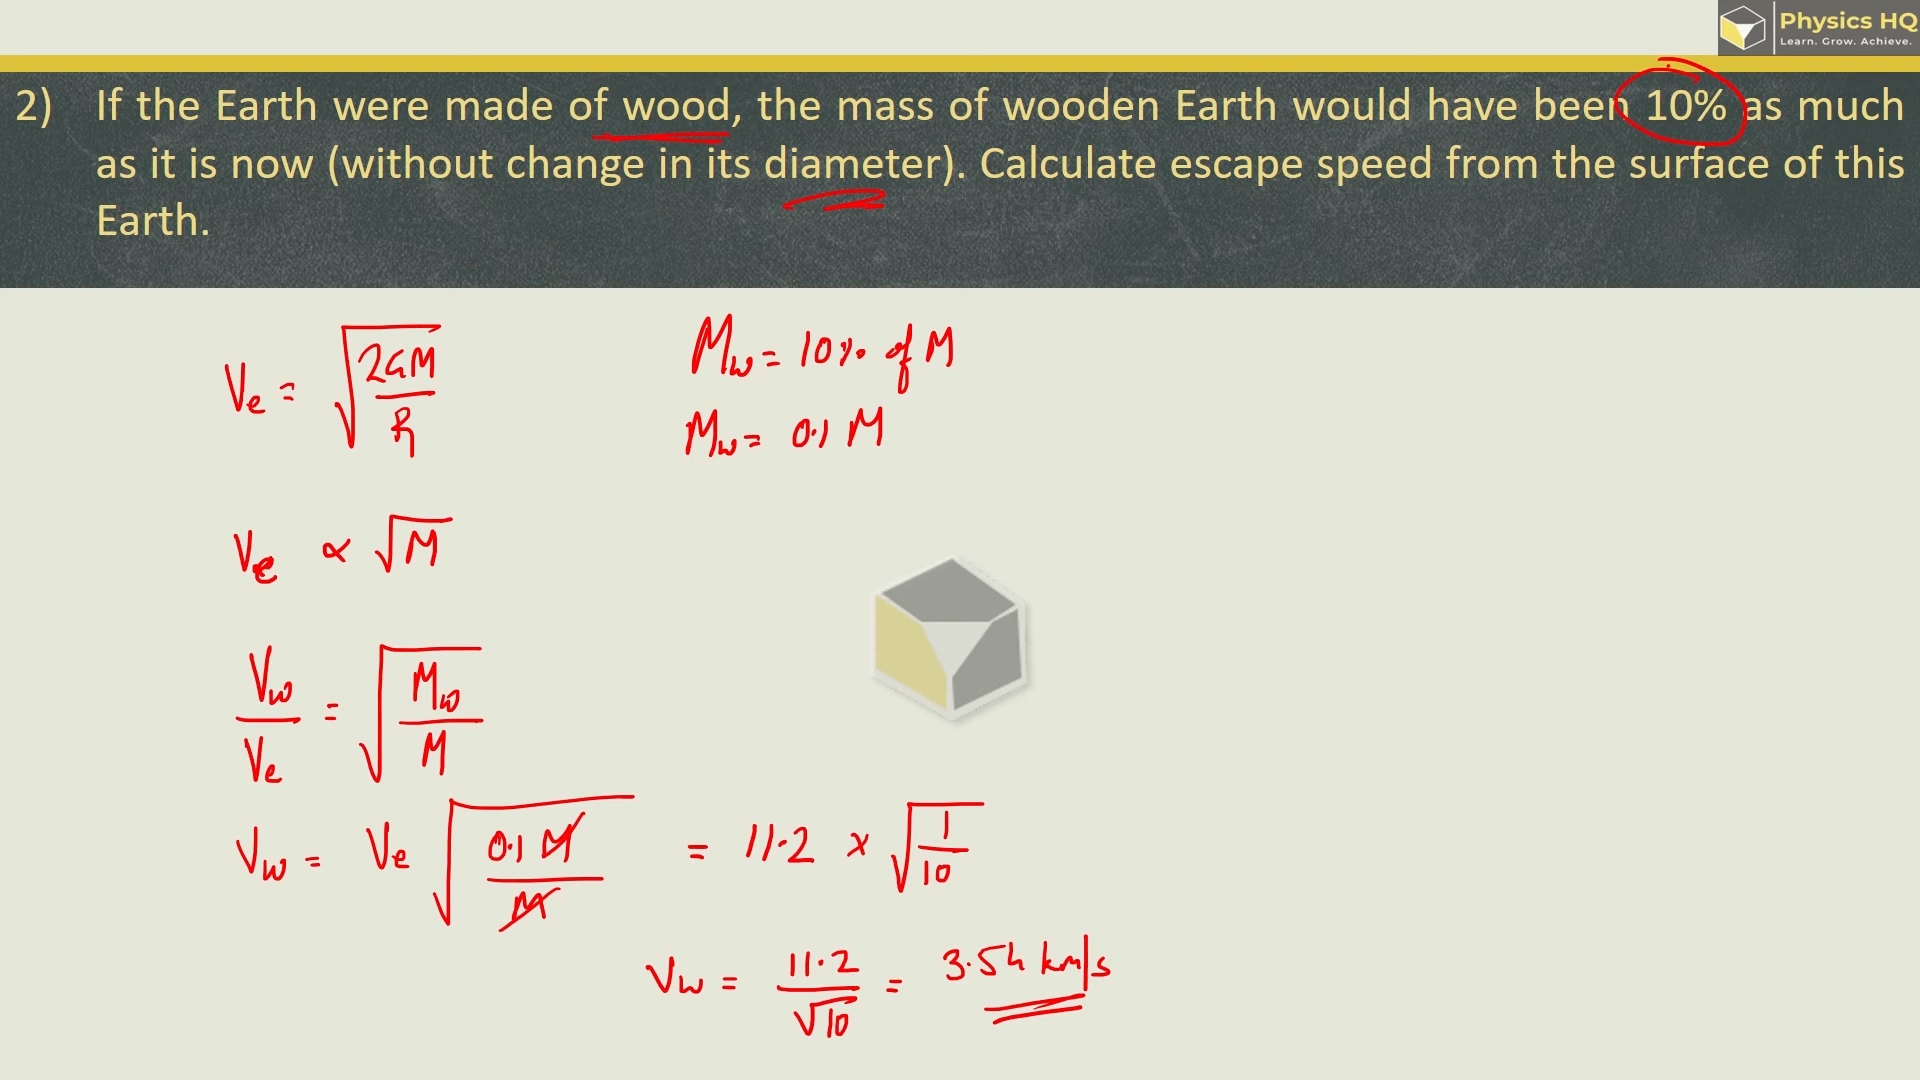 Physics HQ
Learn. Grow. Achieve.
2) If the Earth were made of wood, the mass of wooden Earth would have been 10% as much
as it is now (without change in its diameter). Calculate escape speed from the surface of this
Earth.
Ve = √(2GM/R)
Mw = 10% of M
Mw = 0.1 M
Ve ∝ √M
Vw/Ve = √(Mw/M)
Vw = Ve √(0.1 M/M) = 11.2 × √(1/10)
Vw = 11.2/√10 = 3.54 km/s